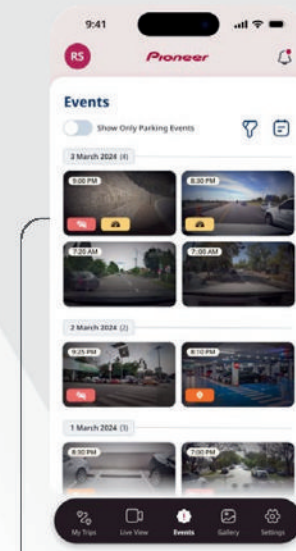 9:41
RS
Pioneer
Events
Show Only Parking Events
3 March 2024 (4)
9:00 PM
8:30 PM
7:20 AM
7:00 AM
2 March 2024 (2)
9:25 PM
8:10 PM
1 March 2024 (3)
8:30 PM
7:00 PM
My Trips
Live View
Events
Gallery
Settings